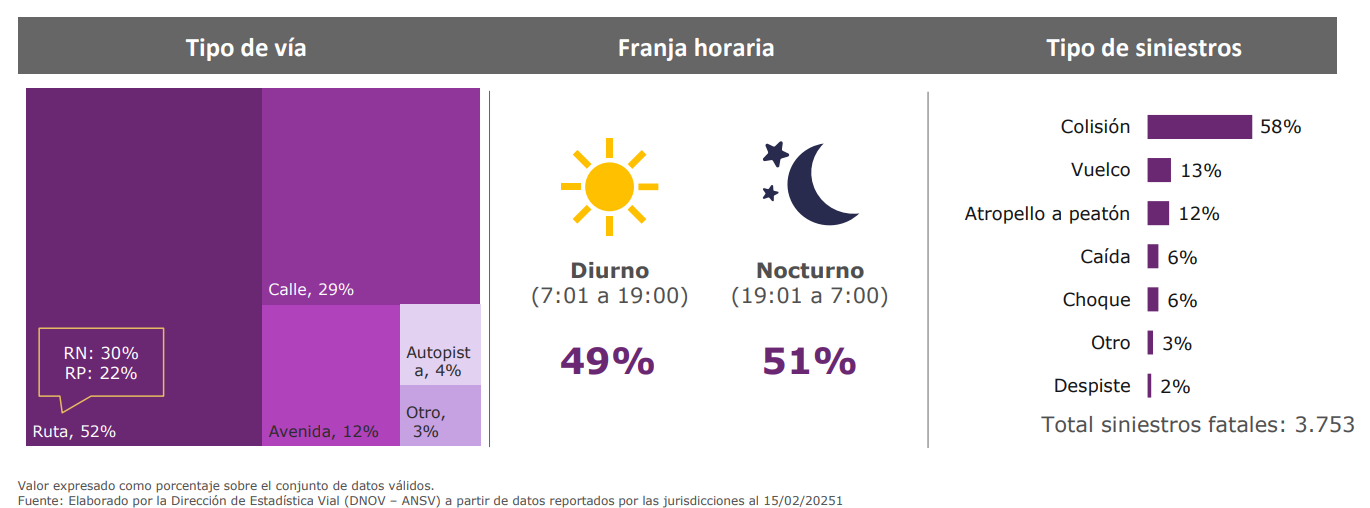 Tipo de vía
Franja horaria
Tipo de siniestros
Calle, 29%
RN: 30%
RP: 22%
Ruta, 52%
Avenida, 12%
Autopist
a, 4%
Otro,
3%
Diurno
(7:01 a 19:00)
49%
Nocturno
(19:01 a 7:00)
51%
Colisión 58%
Vuelco 13%
Atropello a peatón 12%
Caída 6%
Choque 6%
Otro 3%
Despiste 2%
Total siniestros fatales: 3.753
Valor expresado como porcentaje sobre el conjunto de datos válidos.
Fuente: Elaborado por la Dirección de Estadística Vial (DNOV – ANSV) a partir de datos reportados por las jurisdicciones al 15/02/20251